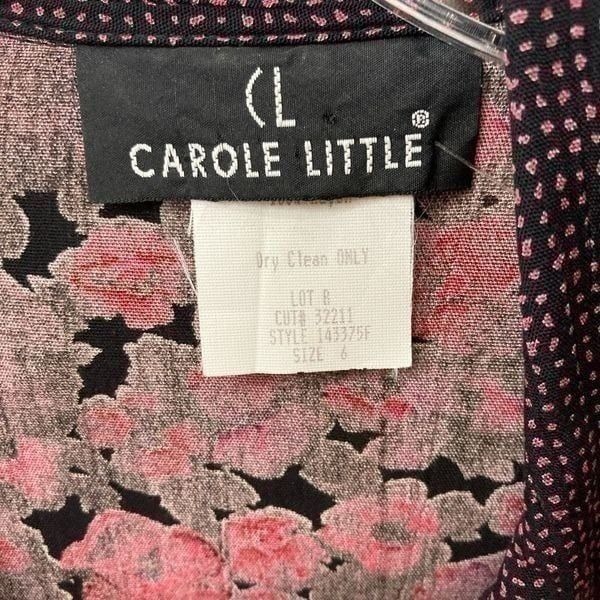 CL
CAROLE LITTLE®
Dry Clean ONLY
LOT B
CUT# 32211
STYLE 143375F
SIZE 6